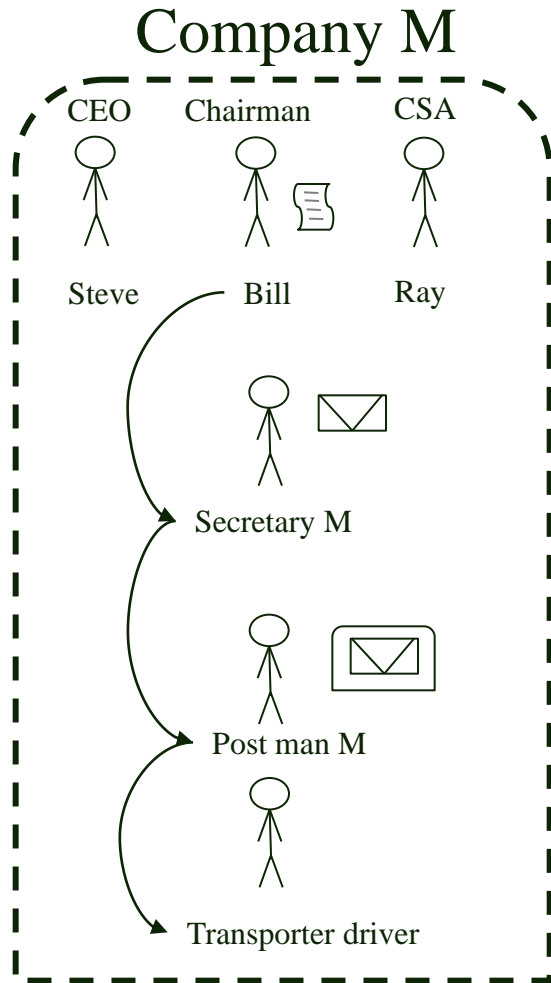 Company M
CEO Chairman CSA
Steve Bill Ray
Secretary M
Post man M
Transporter driver